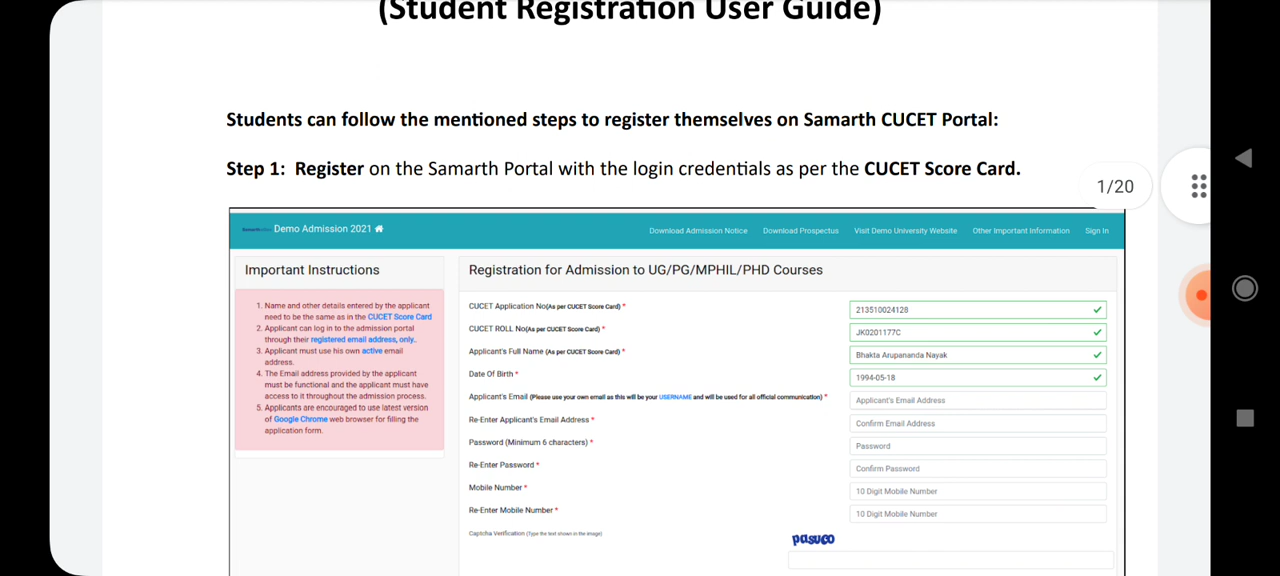 (Student Registration User Guide)
Students can follow the mentioned steps to register themselves on Samarth CUCET Portal:
Step 1: Register on the Samarth Portal with the login credentials as per the CUCET Score Card.
1/20
Demo Admission 2021
Download Admission Notice Download Prospectus Visit Demo University Website Other Important Information Sign In
Important Instructions
1. Name and other details entered by the applicant
need to be the same as in the CUCET Score Card
2. Applicant can log in to the admission portal
through their registered email address, only..
3. Applicant must use his own active email
address.
4. The Email address provided by the applicant
must be functional and the applicant must have
access to it throughout the admission process.
5. Applicants are encouraged to use latest version
of Google Chrome web browser for filling the
application form.
Registration for Admission to UG/PG/MPHIL/PHD Courses
CUCET Application No(As per CUCET Score Card) * 213510024128
CUCET ROLL No(As per CUCET Score Card) * JK0201177C
Applicant's Full Name (As per CUCET Score Card) * Bhakta Arupananda Nayak
Date Of Birth * 1994-05-18
Applicant's Email (Please use your own email as this will be your USERNAME and will be used for all official communication) * Applicant's Email Address
Re-Enter Applicant's Email Address * Confirm Email Address
Password (Minimum 6 characters) * Password
Re-Enter Password * Confirm Password
Mobile Number * 10 Digit Mobile Number
Re-Enter Mobile Number * 10 Digit Mobile Number
Captcha Verification (Type the text shown in the image)
pasuco